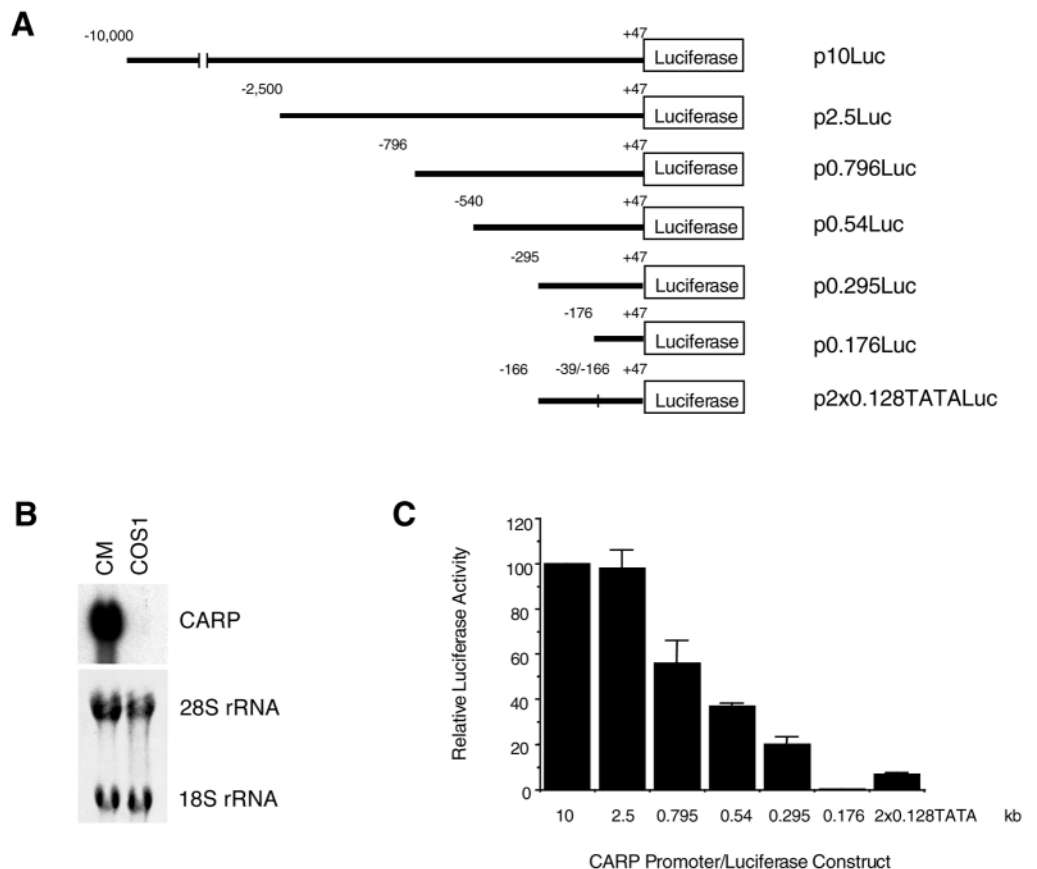 A
-10,000 +47 Luciferase p10Luc
-2,500 +47 Luciferase p2.5Luc
-796 +47 Luciferase p0.796Luc
-540 +47 Luciferase p0.54Luc
-295 +47 Luciferase p0.295Luc
-176 +47 Luciferase p0.176Luc
-166 -39/-166 +47 Luciferase p2x0.128TATALuc
B
CM COS1
CARP
28S rRNA
18S rRNA
C
Relative Luciferase Activity
120
100
80
60
40
20
0
10 2.5 0.795 0.54 0.295 0.176 2x0.128TATA kb
CARP Promoter/Luciferase Construct